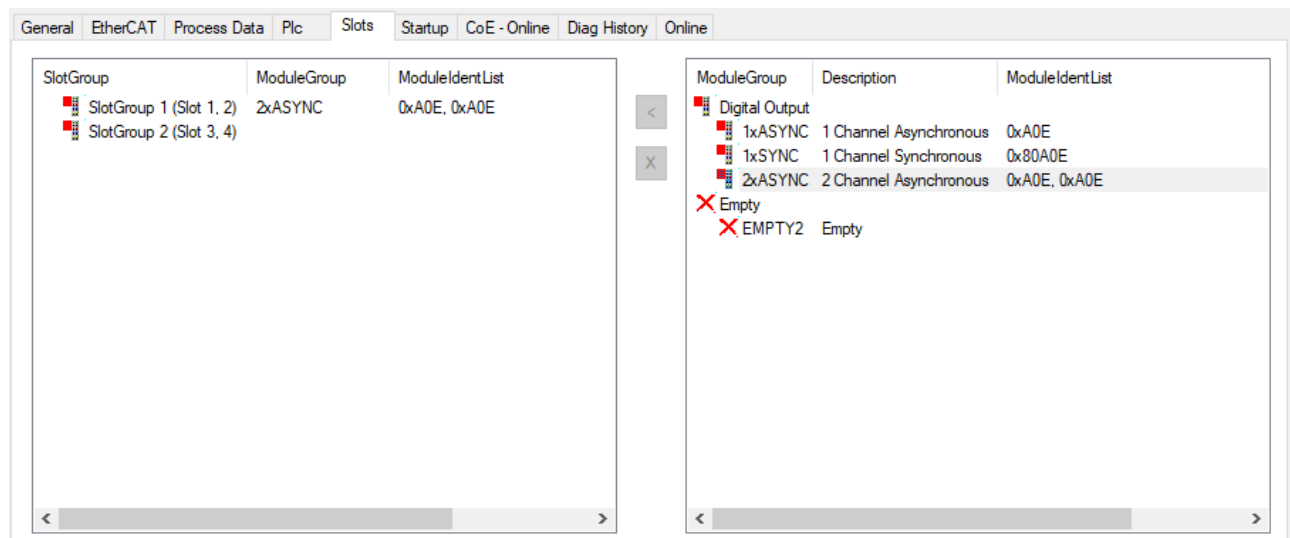 General EtherCAT Process Data Plc Slots Startup CoE - Online Diag History Online
SlotGroup ModuleGroup ModuleIdentList
SlotGroup 1 (Slot 1, 2) 2xASYNC 0xA0E, 0xA0E
SlotGroup 2 (Slot 3, 4)
<
X
ModuleGroup Description ModuleIdentList
Digital Output
1xASYNC 1 Channel Asynchronous 0xA0E
1xSYNC 1 Channel Synchronous 0x80A0E
2xASYNC 2 Channel Asynchronous 0xA0E, 0xA0E
Empty
EMPTY2 Empty